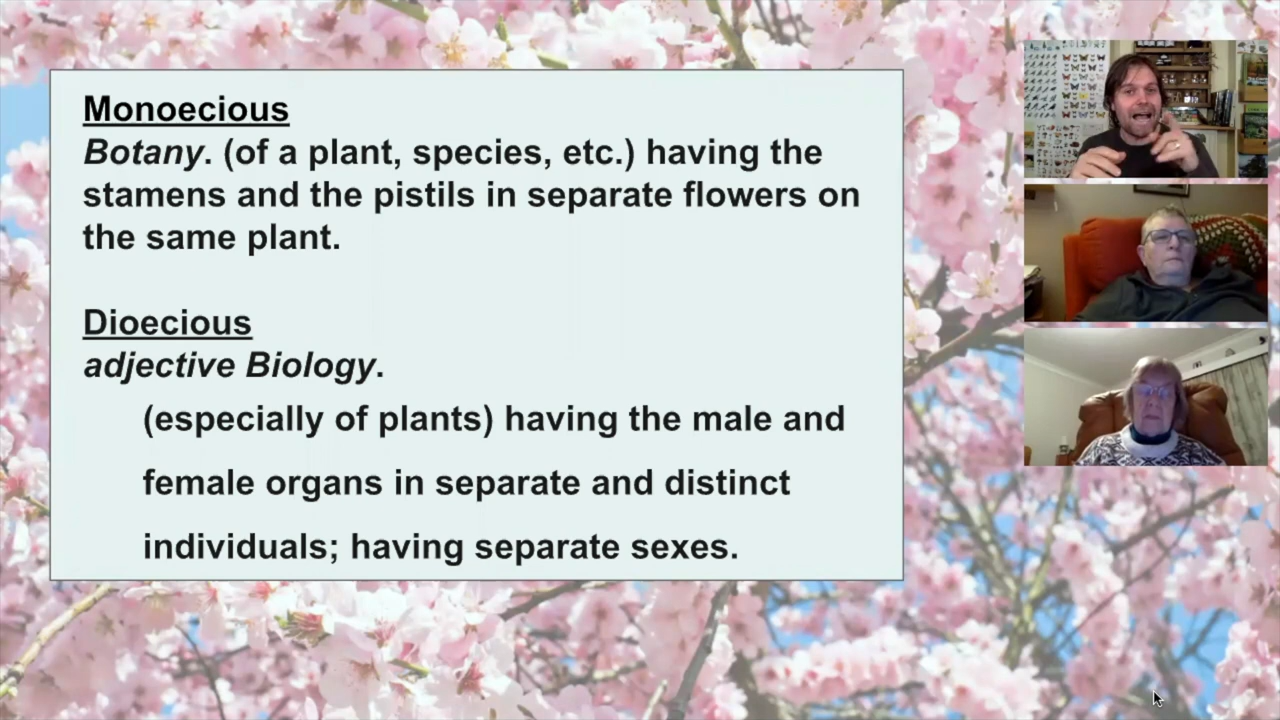 Monoecious
Botany. (of a plant, species, etc.) having the
stamens and the pistils in separate flowers on
the same plant.
Dioecious
adjective Biology.
(especially of plants) having the male and
female organs in separate and distinct
individuals; having separate sexes.